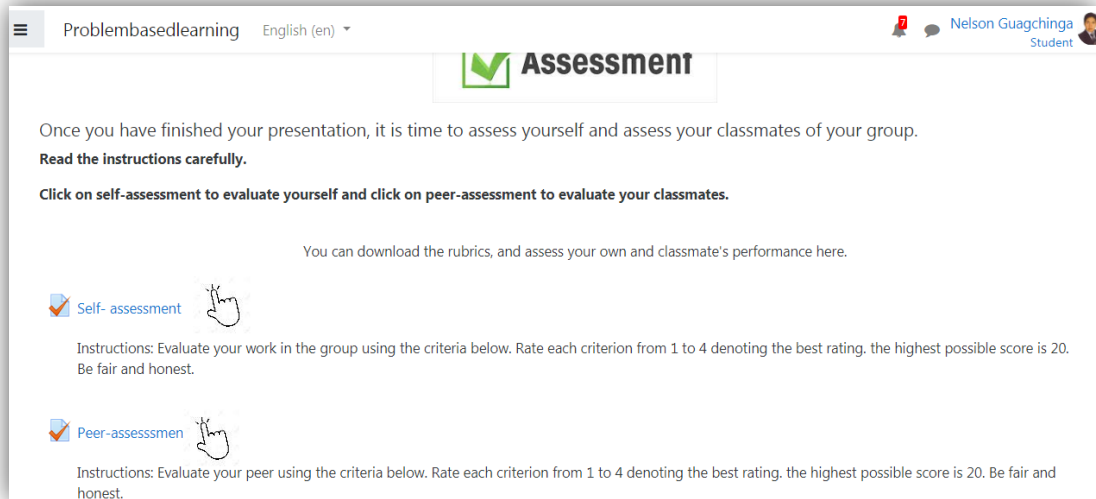 Problembasedlearning English (en)
7
Nelson Guagchinga
Student
Assessment
Once you have finished your presentation, it is time to assess yourself and assess your classmates of your group.
Read the instructions carefully.
Click on self-assessment to evaluate yourself and click on peer-assessment to evaluate your classmates.
You can download the rubrics, and assess your own and classmate's performance here.
Self- assessment
Instructions: Evaluate your work in the group using the criteria below. Rate each criterion from 1 to 4 denoting the best rating. the highest possible score is 20.
Be fair and honest.
Peer-assesssmen
Instructions: Evaluate your peer using the criteria below. Rate each criterion from 1 to 4 denoting the best rating. the highest possible score is 20. Be fair and
honest.